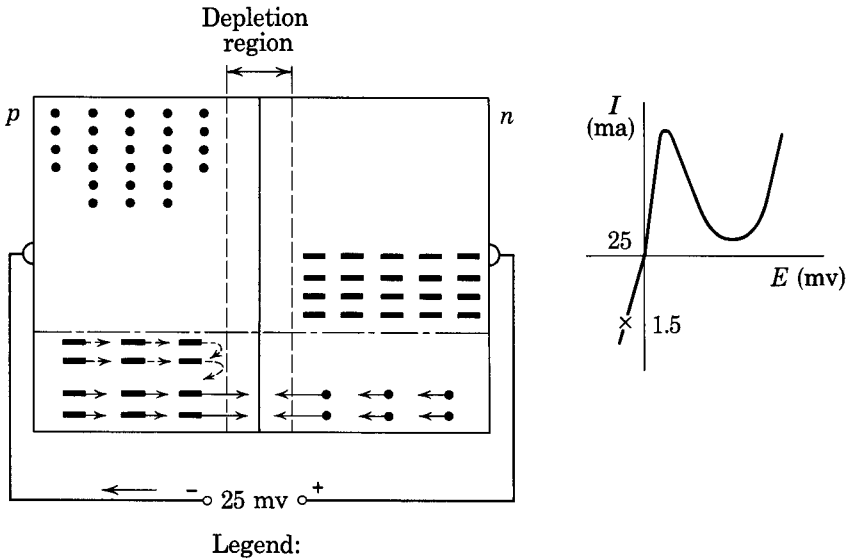 Depletion
region
p
n
I
(ma)
25
E (mv)
1.5
− 25 mv +
Legend: